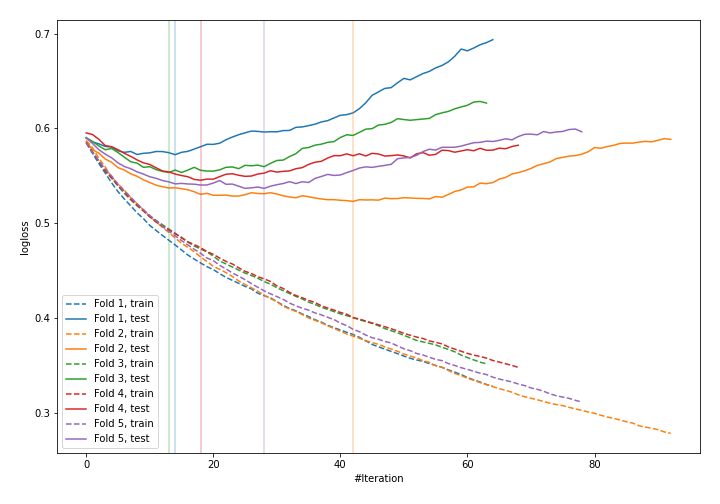 0.7
0.6
0.5
0.4
0.3
logloss
Fold 1, train
Fold 1, test
Fold 2, train
Fold 2, test
Fold 3, train
Fold 3, test
Fold 4, train
Fold 4, test
Fold 5, train
Fold 5, test
0 20 40 60 80
#Iteration